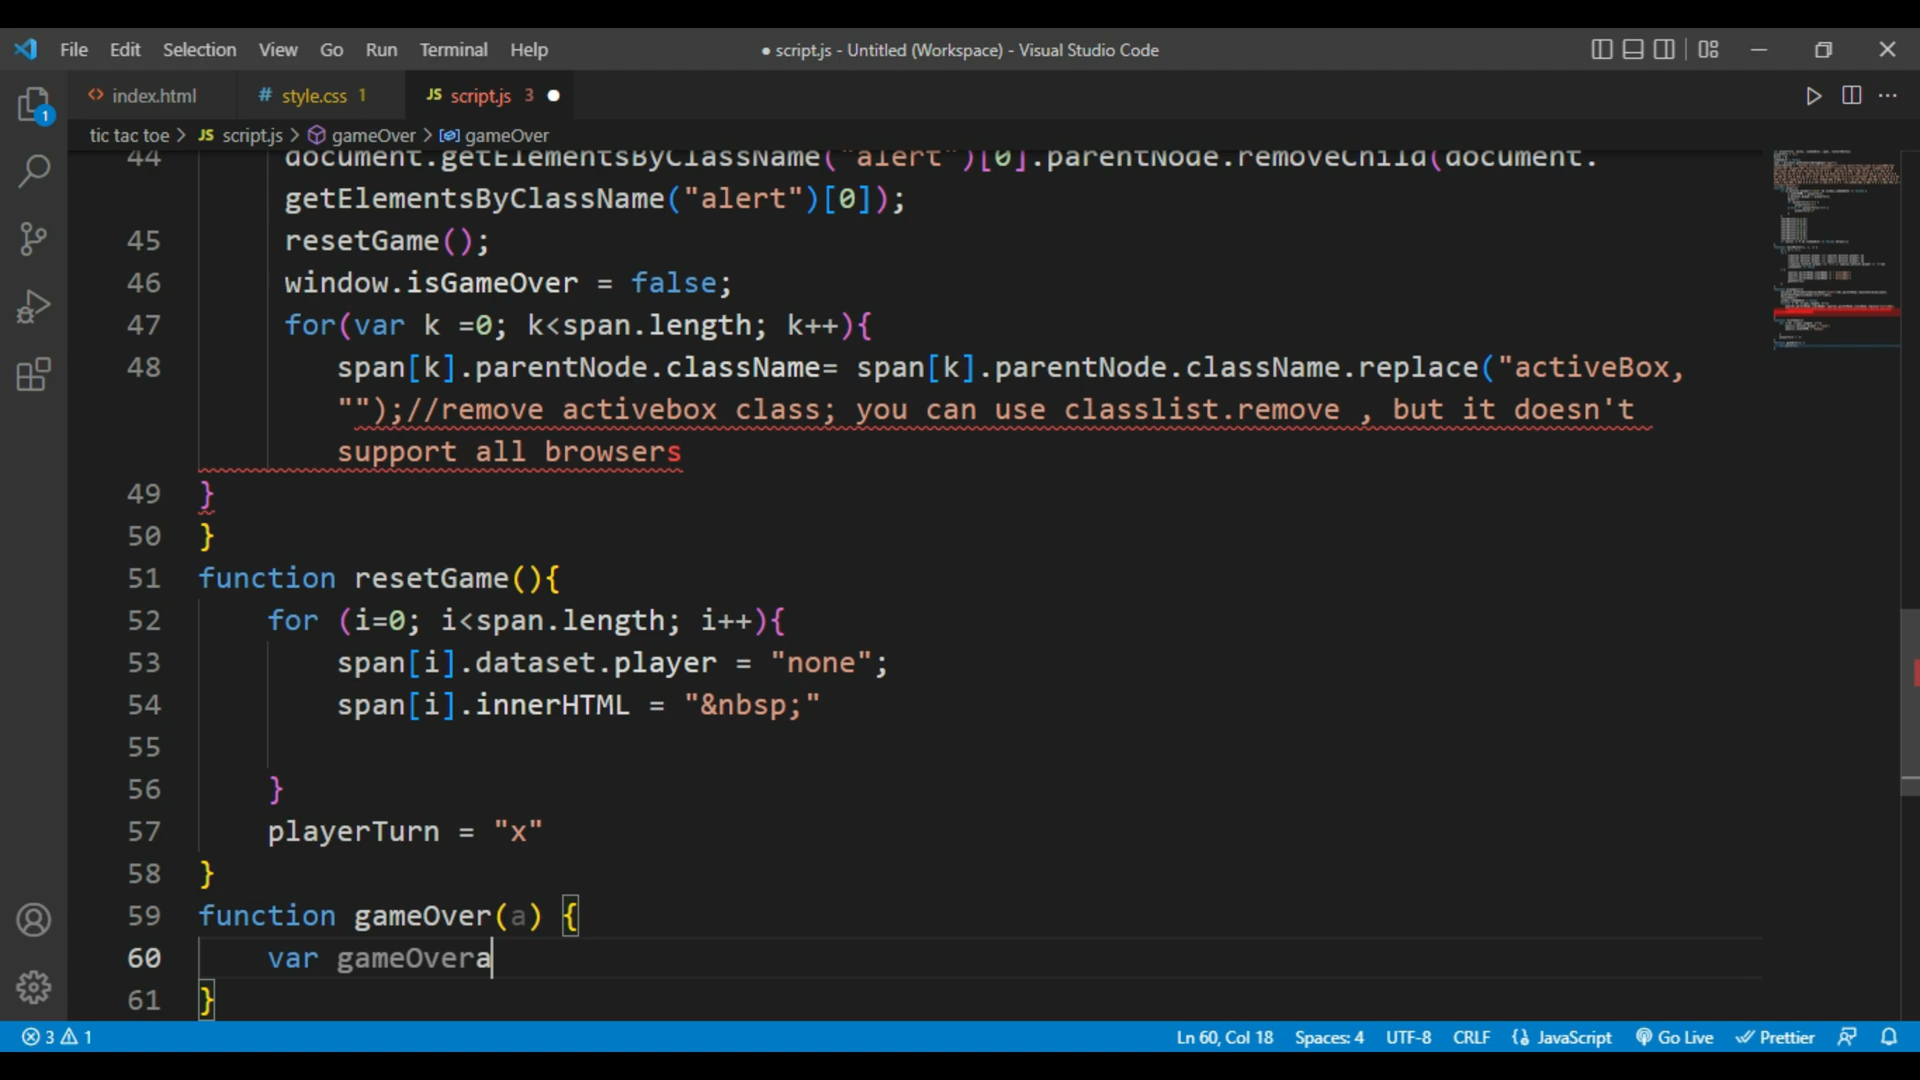 File Edit Selection View Go Run Terminal Help ● script.js - Untitled (Workspace) - Visual Studio Code
1
<> index.html # style.css 1 JS script.js 3 ●
tic tac toe > JS script.js > gameOver > gameOver
44 document.getElementsByClassName("alert")[0].parentNode.removeChild(document.
getElementsByClassName("alert")[0]);
45 resetGame();
46 window.isGameOver = false;
47 for(var k =0; k<span.length; k++){
48 span[k].parentNode.className= span[k].parentNode.className.replace("activeBox,
"");//remove activebox class; you can use classlist.remove , but it doesn't
support all browsers
49 }
50 }
51 function resetGame(){
52 for (i=0; i<span.length; i++){
53 span[i].dataset.player = "none";
54 span[i].innerHTML = "&nbsp;"
55
56 }
57 playerTurn = "x"
58 }
59 function gameOver(a) {
60 var gameOvera
61 }
3 1 Ln 60, Col 18 Spaces: 4 UTF-8 CRLF JavaScript Go Live Prettier